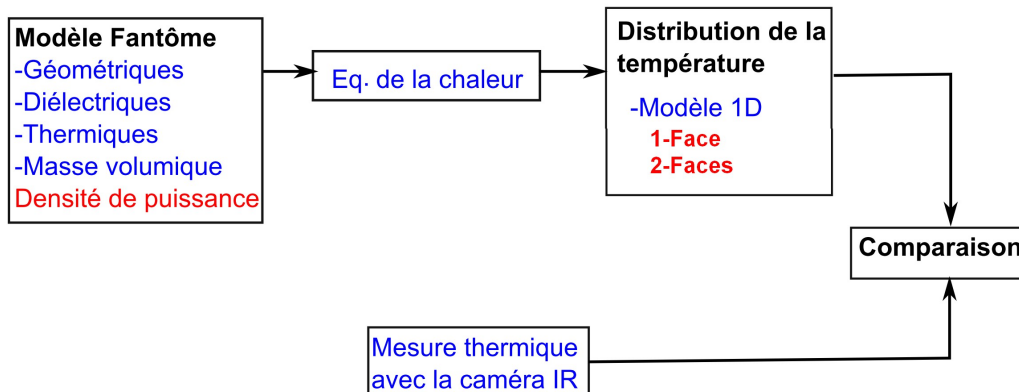 Modèle Fantôme
-Géométriques
-Diélectriques
-Thermiques
-Masse volumique
Densité de puissance
Eq. de la chaleur
Distribution de la
température
-Modèle 1D
1-Face
2-Faces
Comparaison
Mesure thermique
avec la caméra IR